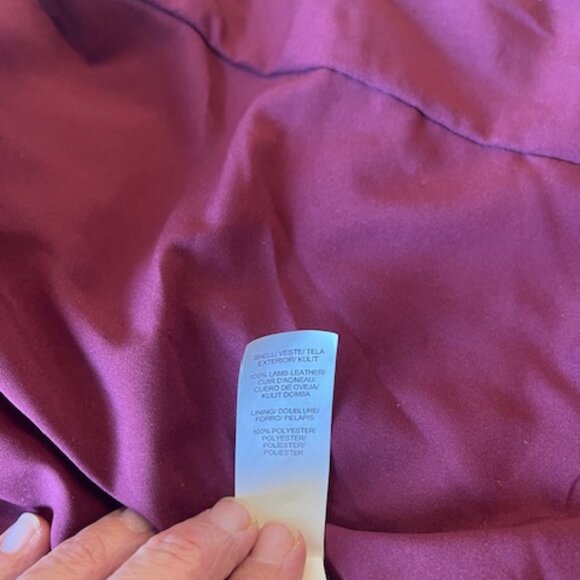 SHELL/ VESTE/ TELA
EXTERIOR/ KULIT
100% LAMB LEATHER/
CUIR D'AGNEAU/
CUERO DE OVEJA/
KULIT DOMBA
LINING/ DOUBLURE/
FORRO/ PELAPIS
100% POLYESTER/
POLYESTER/
POLIESTER/
POLIESTER